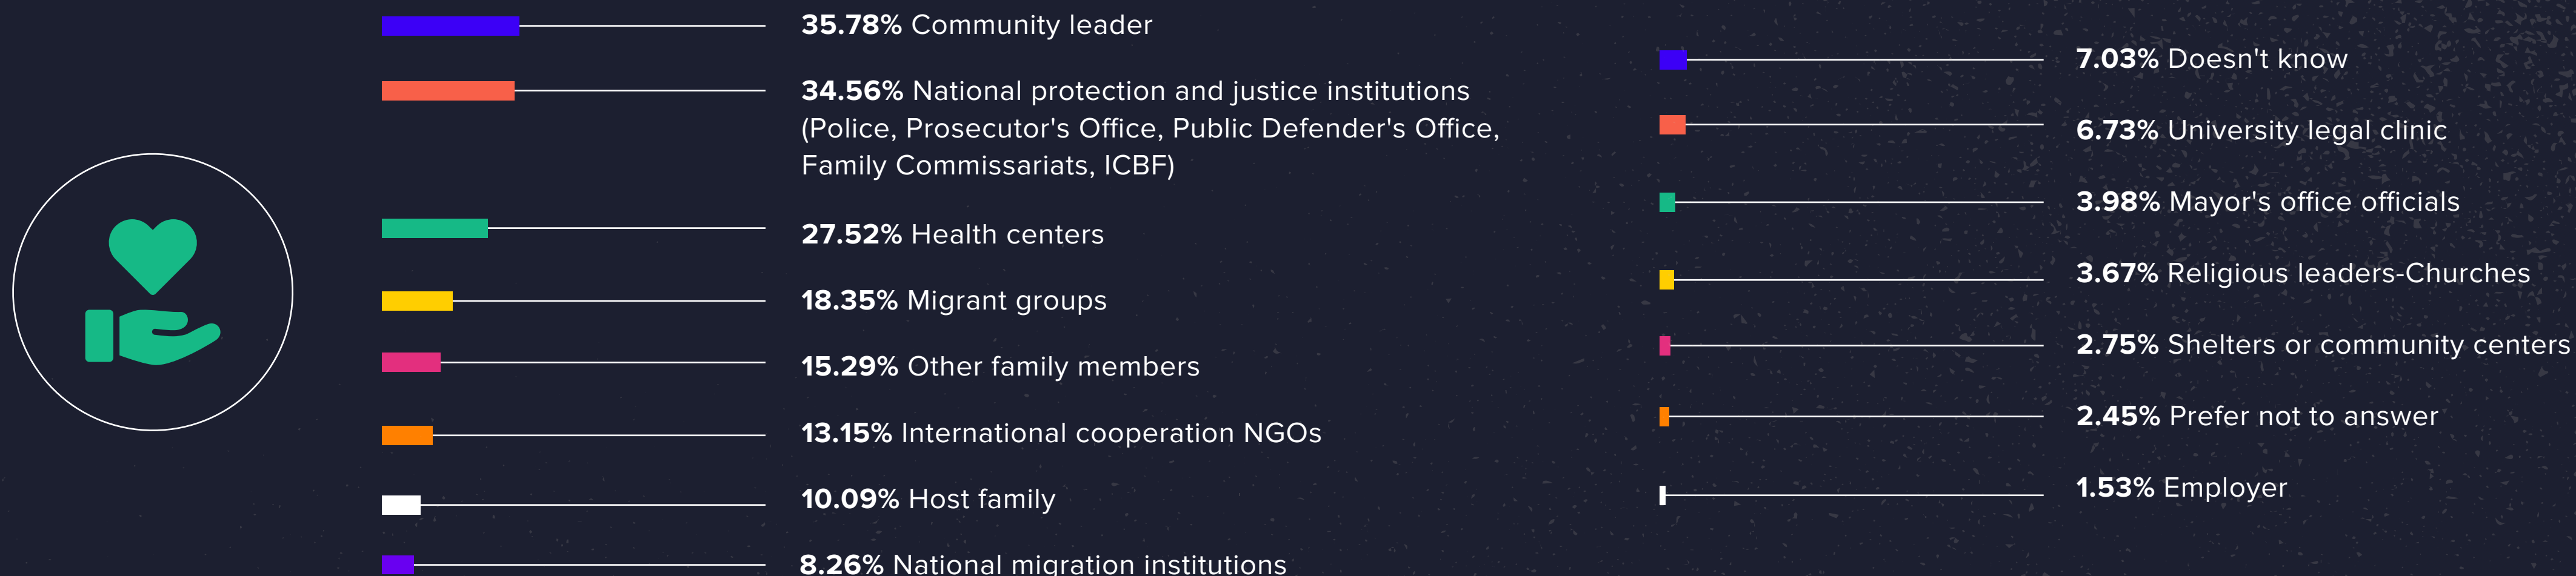 35.78% Community leader
34.56% National protection and justice institutions
(Police, Prosecutor's Office, Public Defender's Office,
Family Commissariats, ICBF)
27.52% Health centers
18.35% Migrant groups
15.29% Other family members
13.15% International cooperation NGOs
10.09% Host family
8.26% National migration institutions
7.03% Doesn't know
6.73% University legal clinic
3.98% Mayor's office officials
3.67% Religious leaders-Churches
2.75% Shelters or community centers
2.45% Prefer not to answer
1.53% Employer